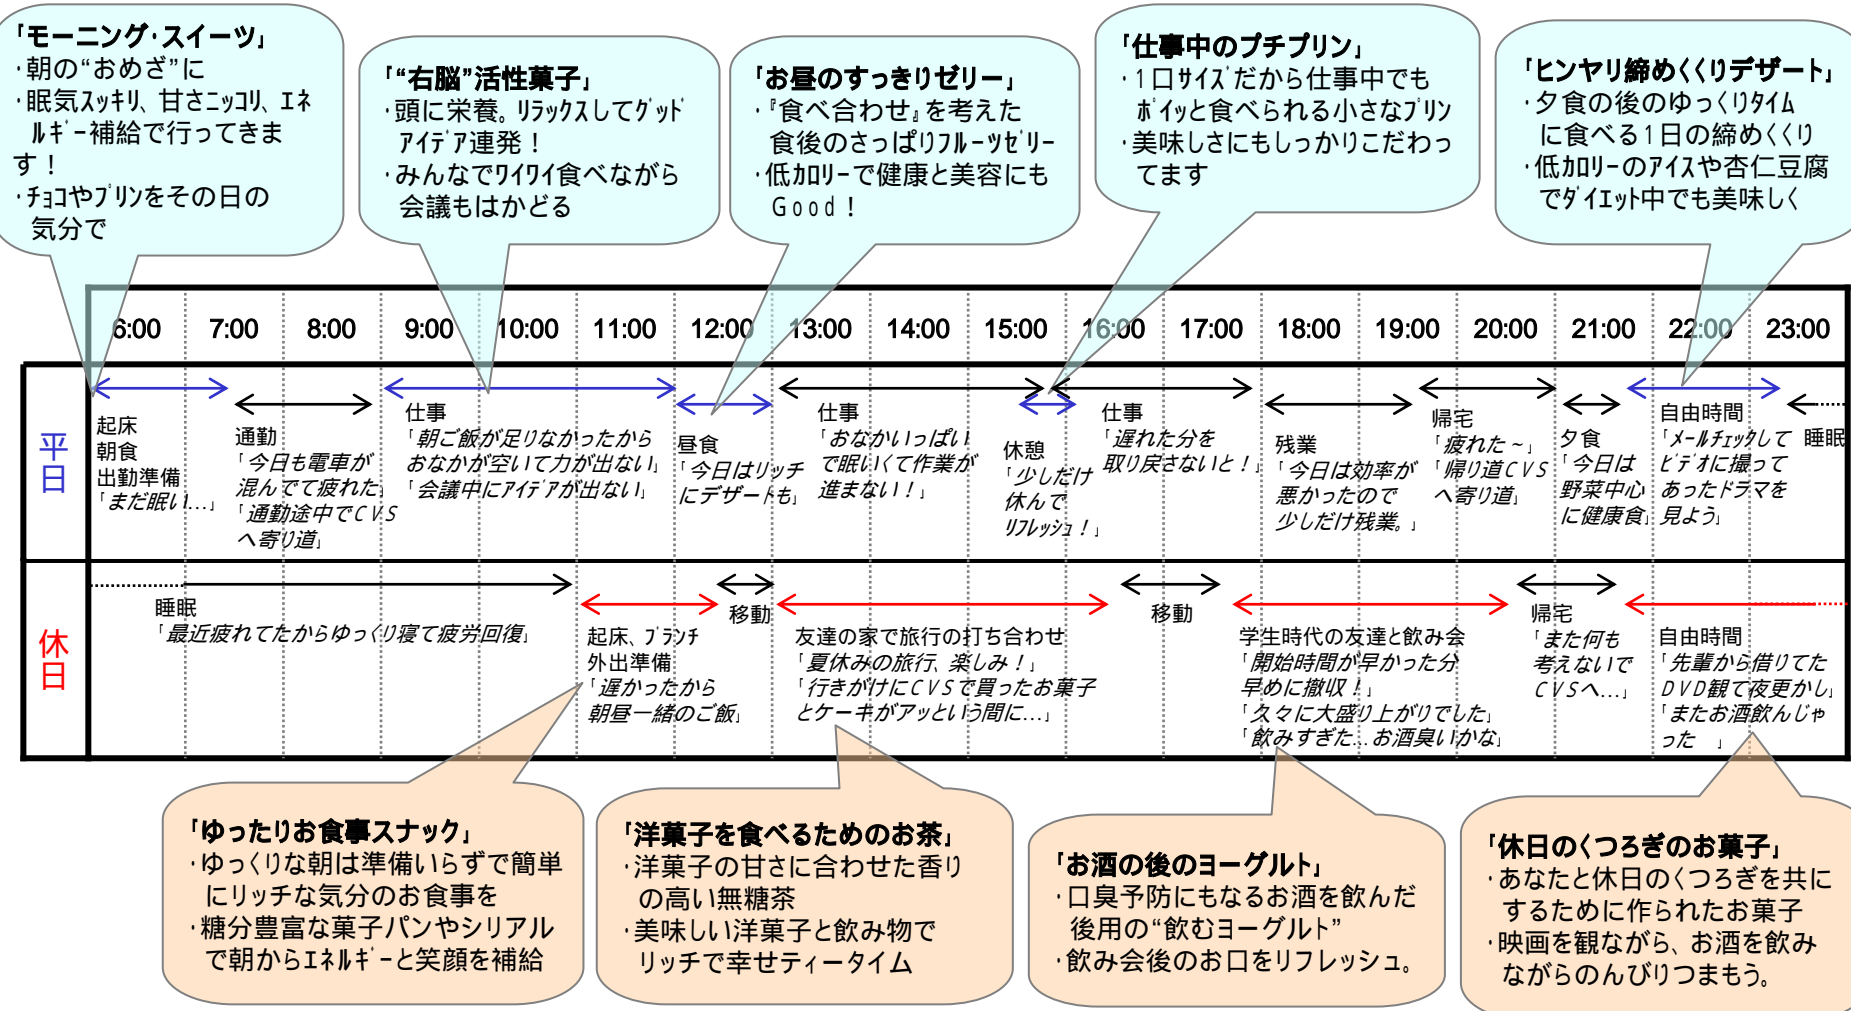 「モーニング・スイーツ」
・朝の“おめざ”に
・眠気ｽｯｷﾘ、甘さﾆｯｺﾘ、エネ
ﾙｷﾞｰ補給で行ってきま
す！
・ﾁｮｺやﾌﾟﾘﾝをその日の
気分で
「“右脳”活性菓子」
・頭に栄養。ﾘﾗｯｸｽしてｸﾞｯﾄﾞ
ｱｲﾃﾞｱ連発！
・みんなでﾜｲﾜｲ食べながら
会議もはかどる
「お昼のすっきりゼリー」
・『食べ合わせ』を考えた
食後のさっぱりﾌﾙｰﾂｾﾞﾘｰ
・低ｶﾛﾘｰで健康と美容にも
Ｇｏｏｄ！
「仕事中のプチプリン」
・１口ｻｲｽﾞだから仕事中でも
ﾎﾟｲｯと食べられる小さなﾌﾟﾘﾝ
・美味しさにもしっかりこだわっ
てます
「ヒンヤリ締めくくりデザート」
・夕食の後のゆっくりﾀｲﾑ
に食べる１日の締めくくり
・低ｶﾛﾘｰのｱｲｽや杏仁豆腐
でﾀﾞｲｴｯﾄ中でも美味しく
6:00 7:00 8:00 9:00 10:00 11:00 12:00 13:00 14:00 15:00 16:00 17:00 18:00 19:00 20:00 21:00 22:00 23:00
平日
起床
朝食
出勤準備
「まだ眠い…」
通勤
「今日も電車が
混んでて疲れた」
「通勤途中でＣＶＳ
へ寄り道」
仕事
「朝ご飯が足りなかったから
おなかが空いて力が出ない」
「会議中にｱｲﾃﾞｱが出ない」
昼食
「今日はリッチ
にデザートも」
仕事
「おなかいっぱい
で眠いくて作業が
進まない！」
休憩
「少しだけ
休んで
ﾘﾌﾚｯｼｭ！」
仕事
「遅れた分を
取り戻さないと！」
残業
「今日は効率が
悪かったので
少しだけ残業。」
帰宅
「疲れた～」
「帰り道ＣＶＳ
へ寄り道」
夕食
「今日は
野菜中心
に健康食」
自由時間
「ﾒｰﾙﾁｪｯｸして
ﾋﾞﾃﾞｵに撮って
あったドラマを
見よう」
睡眠
休日
睡眠
「最近疲れてたからゆっくり寝て疲労回復」
起床、ﾌﾞﾗﾝﾁ
外出準備
「遅かったから
朝昼一緒のご飯」
移動
友達の家で旅行の打ち合わせ
「夏休みの旅行、楽しみ！」
「行きがけにＣＶＳで買ったお菓子
とケーキがアッという間に…」
移動
学生時代の友達と飲み会
「開始時間が早かった分
早めに撤収！」
「久々に大盛り上がりでした」
「飲みすぎた…お酒臭いかな」
帰宅
「また何も
考えないで
ＣＶＳへ…」
自由時間
「先輩から借りてた
ＤＶＤ観て夜更かし」
「またお酒飲んじゃ
った　」
「ゆったりお食事スナック」
・ゆっくりな朝は準備いらずで簡単
にリッチな気分のお食事を
・糖分豊富な菓子パンやシリアル
で朝からｴﾈﾙｷﾞｰと笑顔を補給
「洋菓子を食べるためのお茶」
・洋菓子の甘さに合わせた香り
の高い無糖茶
・美味しい洋菓子と飲み物で
リッチで幸せティータイム
「お酒の後のヨーグルト」
・口臭予防にもなるお酒を飲んだ
後用の“飲むヨーグルト”
・飲み会後のお口をリフレッシュ。
「休日のくつろぎのお菓子」
・あなたと休日のくつろぎを共に
するために作られたお菓子
・映画を観ながら、お酒を飲み
ながらのんびりつまもう。